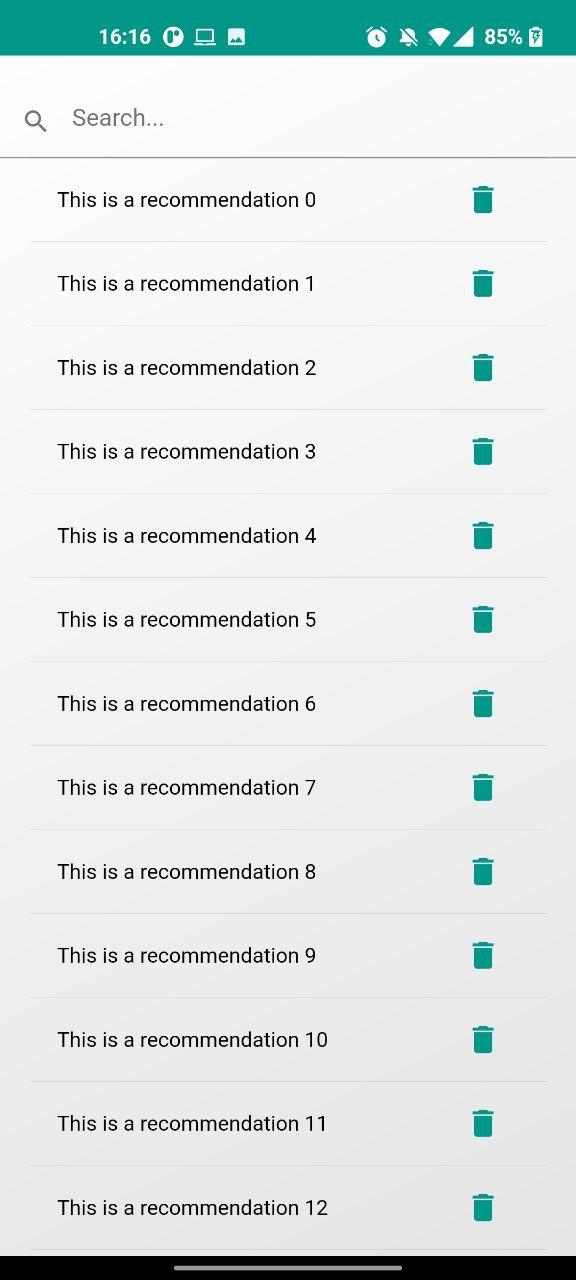 16:16 85%
Search...
This is a recommendation 0
This is a recommendation 1
This is a recommendation 2
This is a recommendation 3
This is a recommendation 4
This is a recommendation 5
This is a recommendation 6
This is a recommendation 7
This is a recommendation 8
This is a recommendation 9
This is a recommendation 10
This is a recommendation 11
This is a recommendation 12